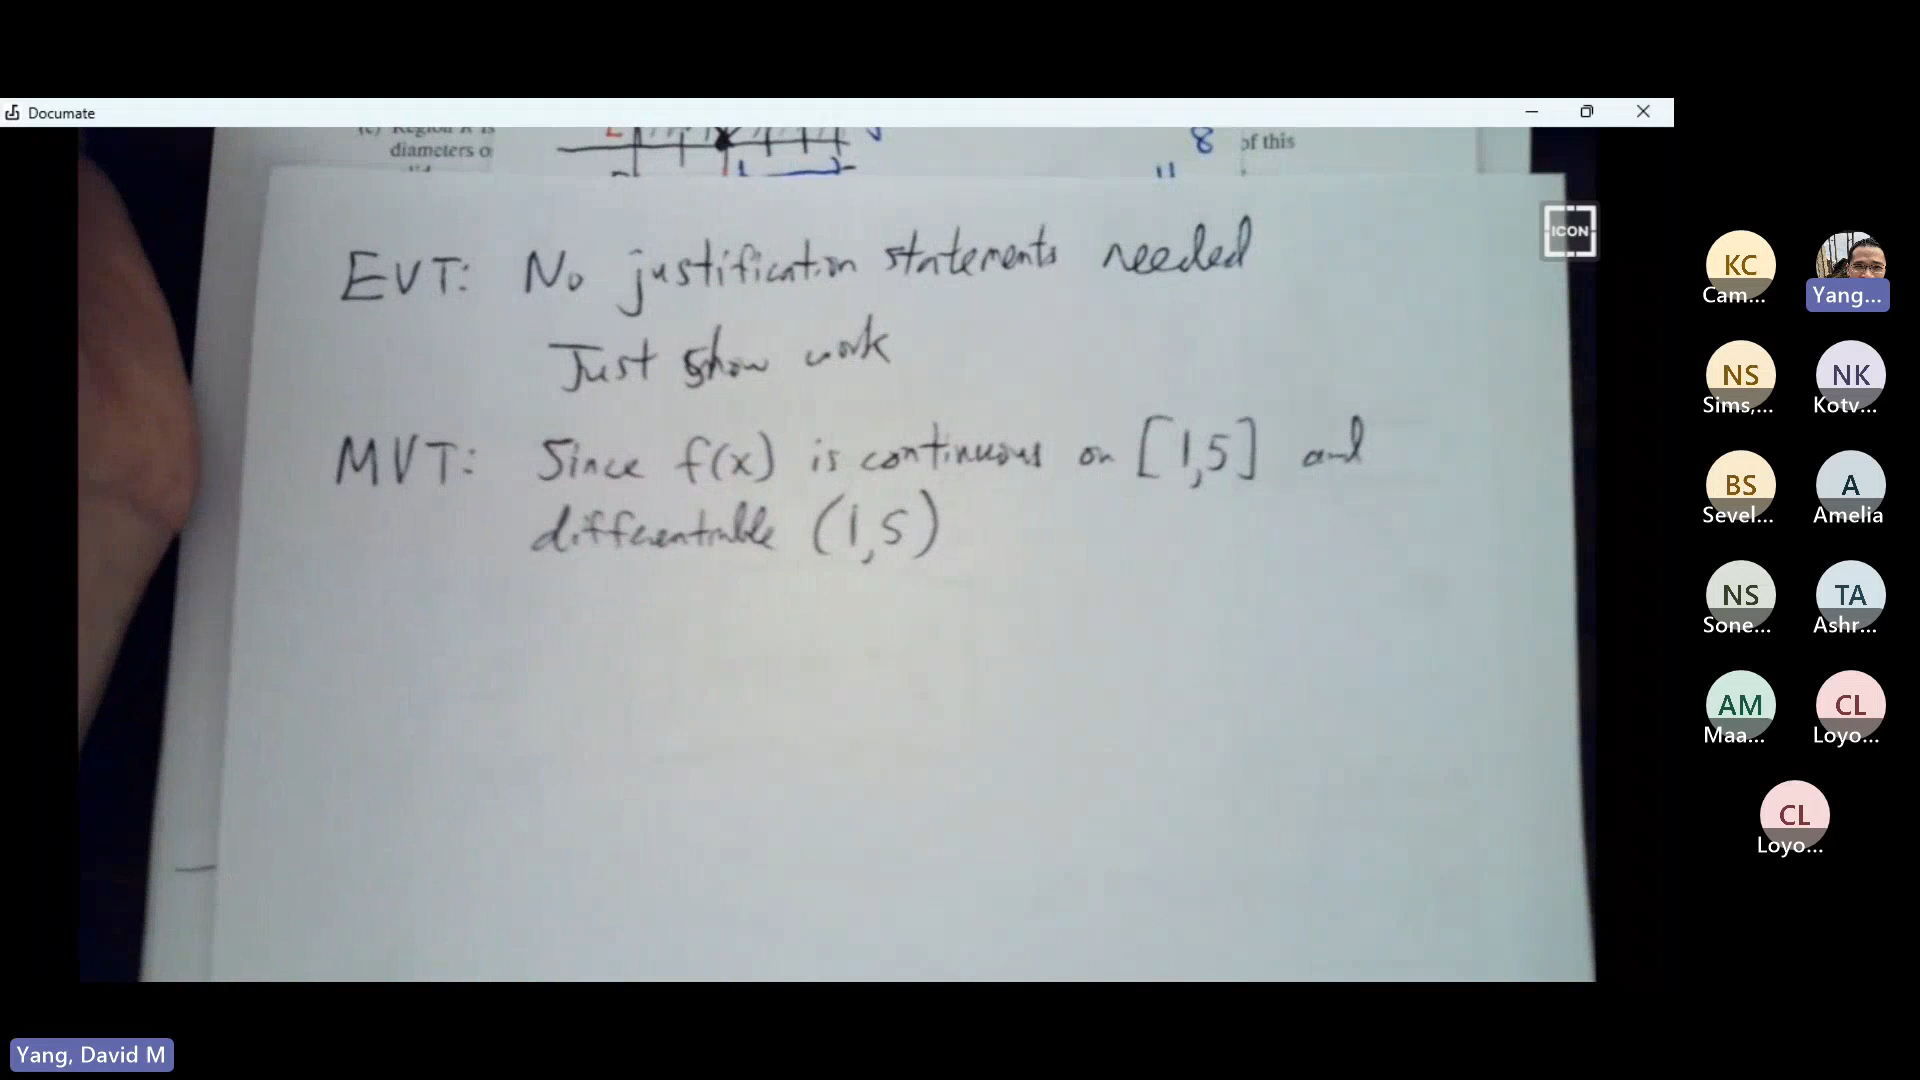 Documate
(c) Region R is
diameters o
8
of this
EVT: No justification statements needed
Just show work
MVT: Since f(x) is continuous on [1,5] and
differentiable (1,5)
ICON
KC
Cam...
Yang...
NS
Sims,...
NK
Kotv...
BS
Sevel...
A
Amelia
NS
Sone...
TA
Ashr...
AM
Maa...
CL
Loyo...
CL
Loyo...
Yang, David M